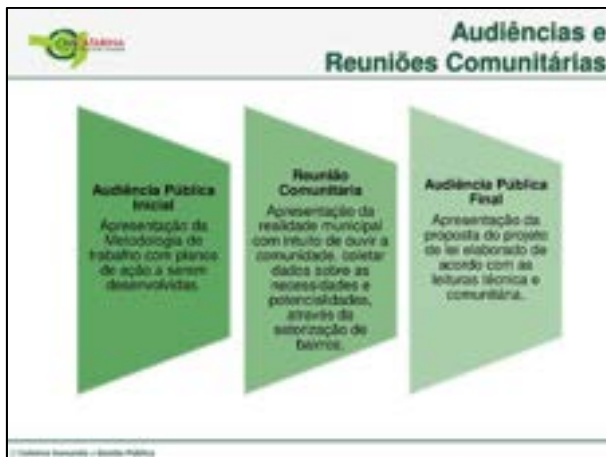 Audiências e
Reuniões Comunitárias
Audiência Pública
Inicial
Apresentação da
Metodologia de
trabalho com planos
de ação a serem
desenvolvidas.
Reunião
Comunitária
Apresentação da
realidade municipal
com intuito de ouvir a
comunidade, coletar
dados sobre as
necessidades e
potencialidades,
através da
setorização de
bairros.
Audiência Pública
Final
Apresentação da
proposta do projeto
de lei elaborado de
acordo com as
leituras técnica e
comunitária.